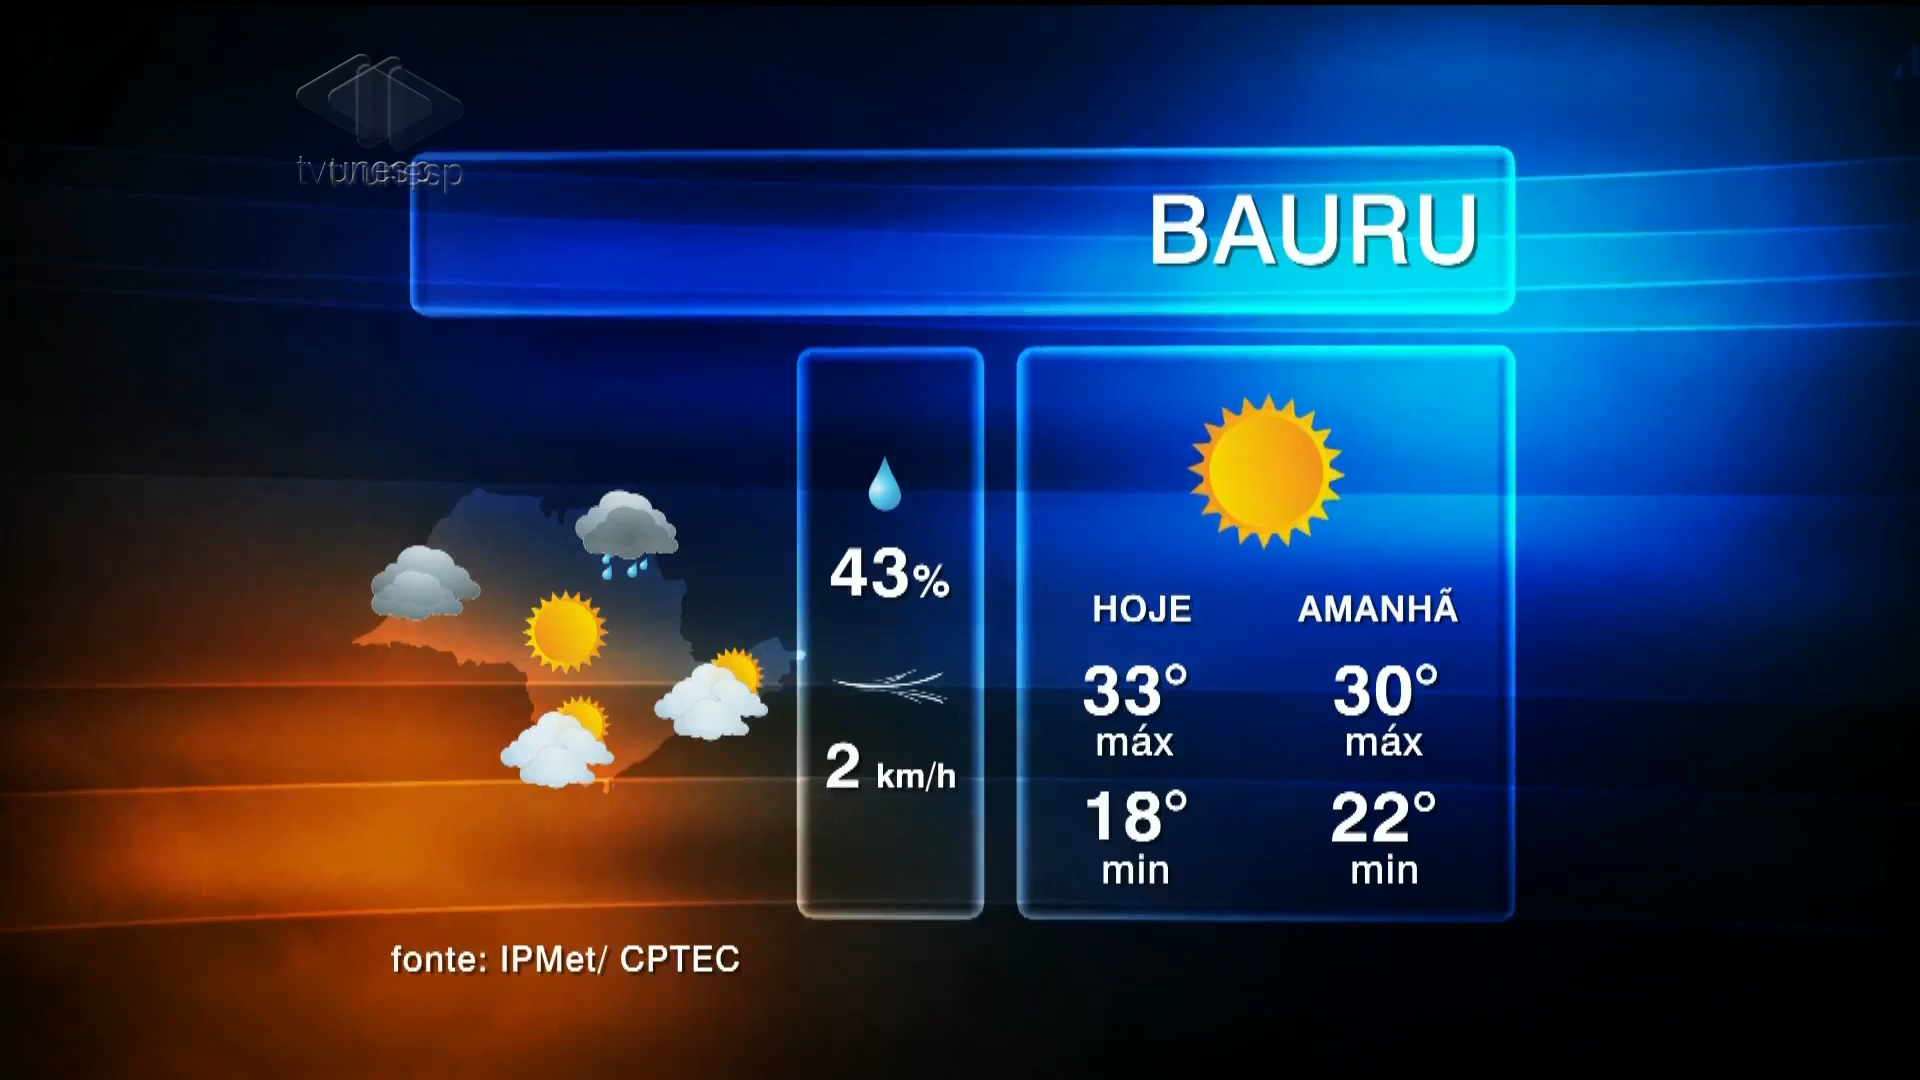 tvunesp
BAURU
43%
2 km/h
HOJE AMANHÃ
33° 30°
máx máx
18° 22°
min min
fonte: IPMet/ CPTEC